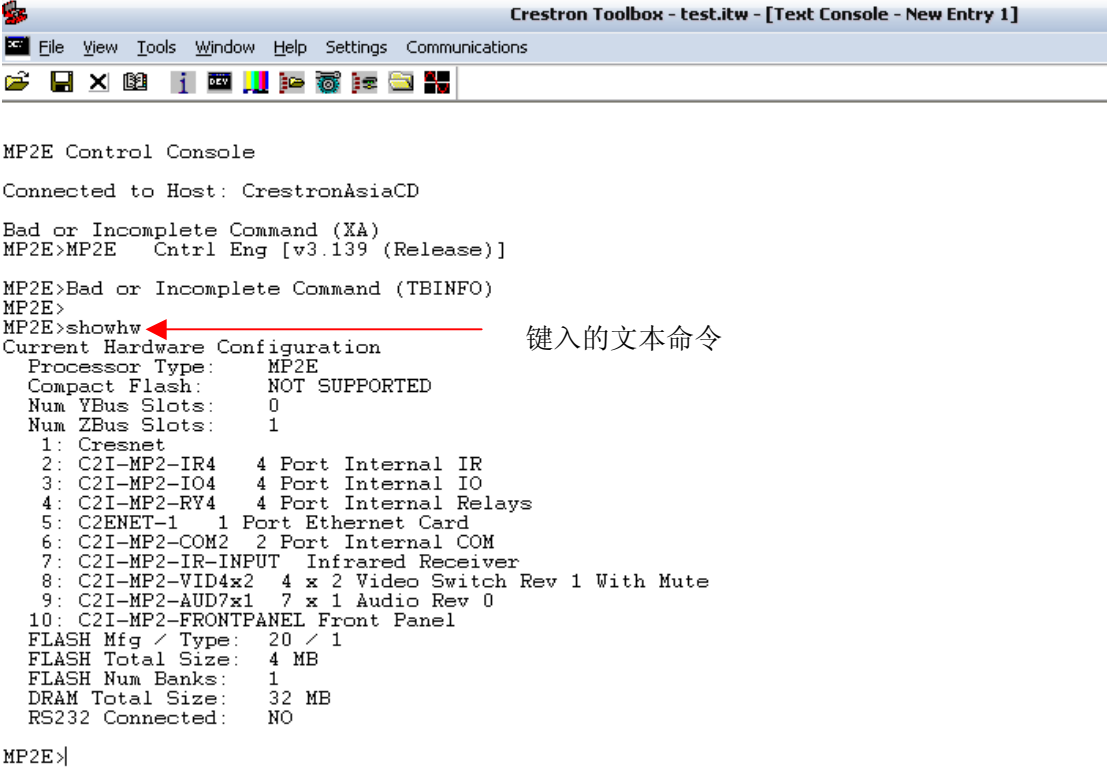 Crestron Toolbox - test.itw - [Text Console - New Entry 1]
File View Tools Window Help Settings Communications
MP2E Control Console
Connected to Host: CrestronAsiaCD
Bad or Incomplete Command (XA)
MP2E>MP2E Cntrl Eng [v3.139 (Release)]
MP2E>Bad or Incomplete Command (TBINFO)
MP2E>
MP2E>showhw 键入的文本命令
Current Hardware Configuration
Processor Type: MP2E
Compact Flash: NOT SUPPORTED
Num YBus Slots: 0
Num ZBus Slots: 1
1: Cresnet
2: C2I-MP2-IR4 4 Port Internal IR
3: C2I-MP2-IO4 4 Port Internal IO
4: C2I-MP2-RY4 4 Port Internal Relays
5: C2ENET-1 1 Port Ethernet Card
6: C2I-MP2-COM2 2 Port Internal COM
7: C2I-MP2-IR-INPUT Infrared Receiver
8: C2I-MP2-VID4x2 4 x 2 Video Switch Rev 1 With Mute
9: C2I-MP2-AUD7x1 7 x 1 Audio Rev 0
10: C2I-MP2-FRONTPANEL Front Panel
FLASH Mfg / Type: 20 / 1
FLASH Total Size: 4 MB
FLASH Num Banks: 1
DRAM Total Size: 32 MB
RS232 Connected: NO
MP2E>